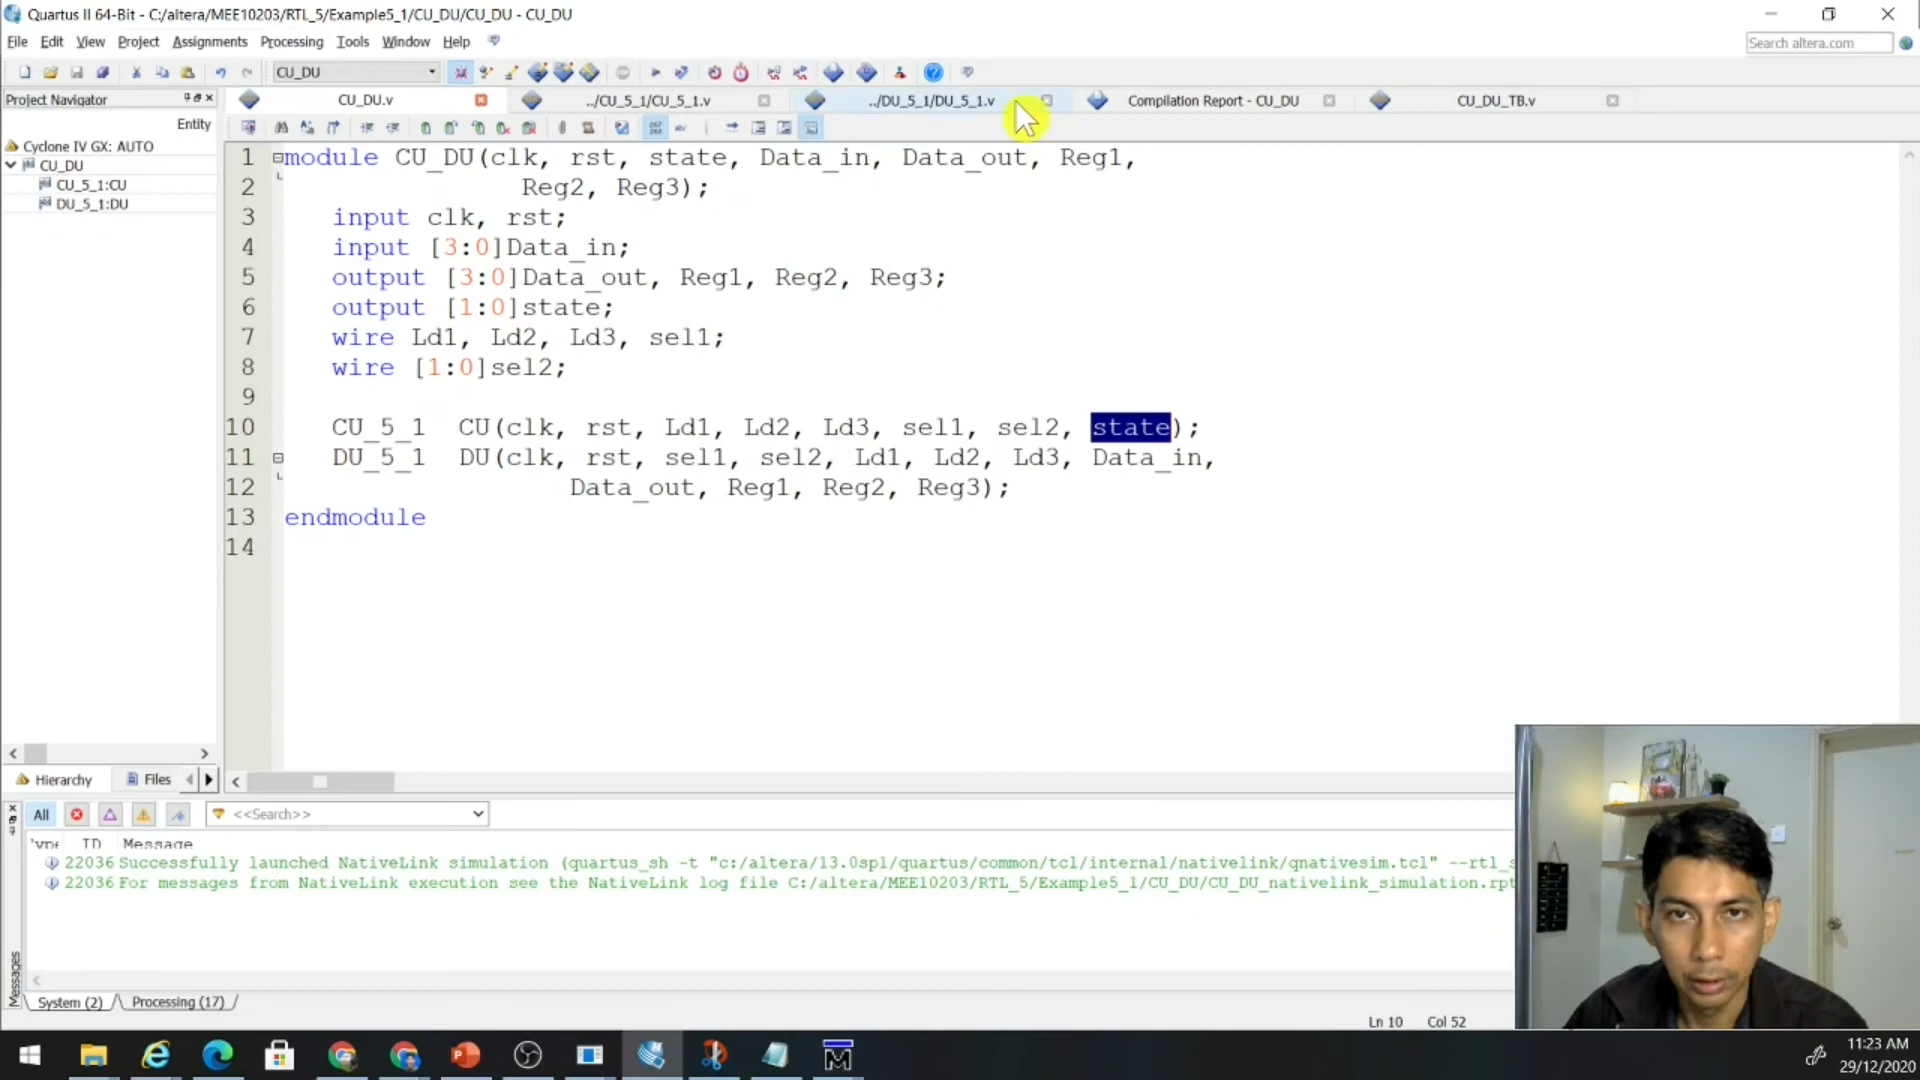 Quartus II 64-Bit - C:/altera/MEE10203/RTL_5/Example5_1/CU_DU/CU_DU - CU_DU
File Edit View Project Assignments Processing Tools Window Help
Search altera.com
CU_DU
Project Navigator
CU_DU.v
../CU_5_1/CU_5_1.v
../DU_5_1/DU_5_1.v
Compilation Report - CU_DU
CU_DU_TB.v
Entity
Cyclone IV GX: AUTO
CU_DU
CU_5_1:CU
DU_5_1:DU
1 module CU_DU(clk, rst, state, Data_in, Data_out, Reg1,
2 Reg2, Reg3);
3 input clk, rst;
4 input [3:0]Data_in;
5 output [3:0]Data_out, Reg1, Reg2, Reg3;
6 output [1:0]state;
7 wire Ld1, Ld2, Ld3, sel1;
8 wire [1:0]sel2;
9
10 CU_5_1 CU(clk, rst, Ld1, Ld2, Ld3, sel1, sel2, state);
11 DU_5_1 DU(clk, rst, sel1, sel2, Ld1, Ld2, Ld3, Data_in,
12 Data_out, Reg1, Reg2, Reg3);
13 endmodule
14
Hierarchy Files
All <<Search>>
ID Message
22036 Successfully launched NativeLink simulation (quartus_sh -t "c:/altera/13.0sp1/quartus/common/tcl/internal/nativelink/qnativesim.tcl" --rtl_s
22036 For messages from NativeLink execution see the NativeLink log file C:/altera/MEE10203/RTL_5/Example5_1/CU_DU/CU_DU_nativelink_simulation.rpt
Messages
System (2) Processing (17)
Ln 10 Col 52
11:23 AM
29/12/2020